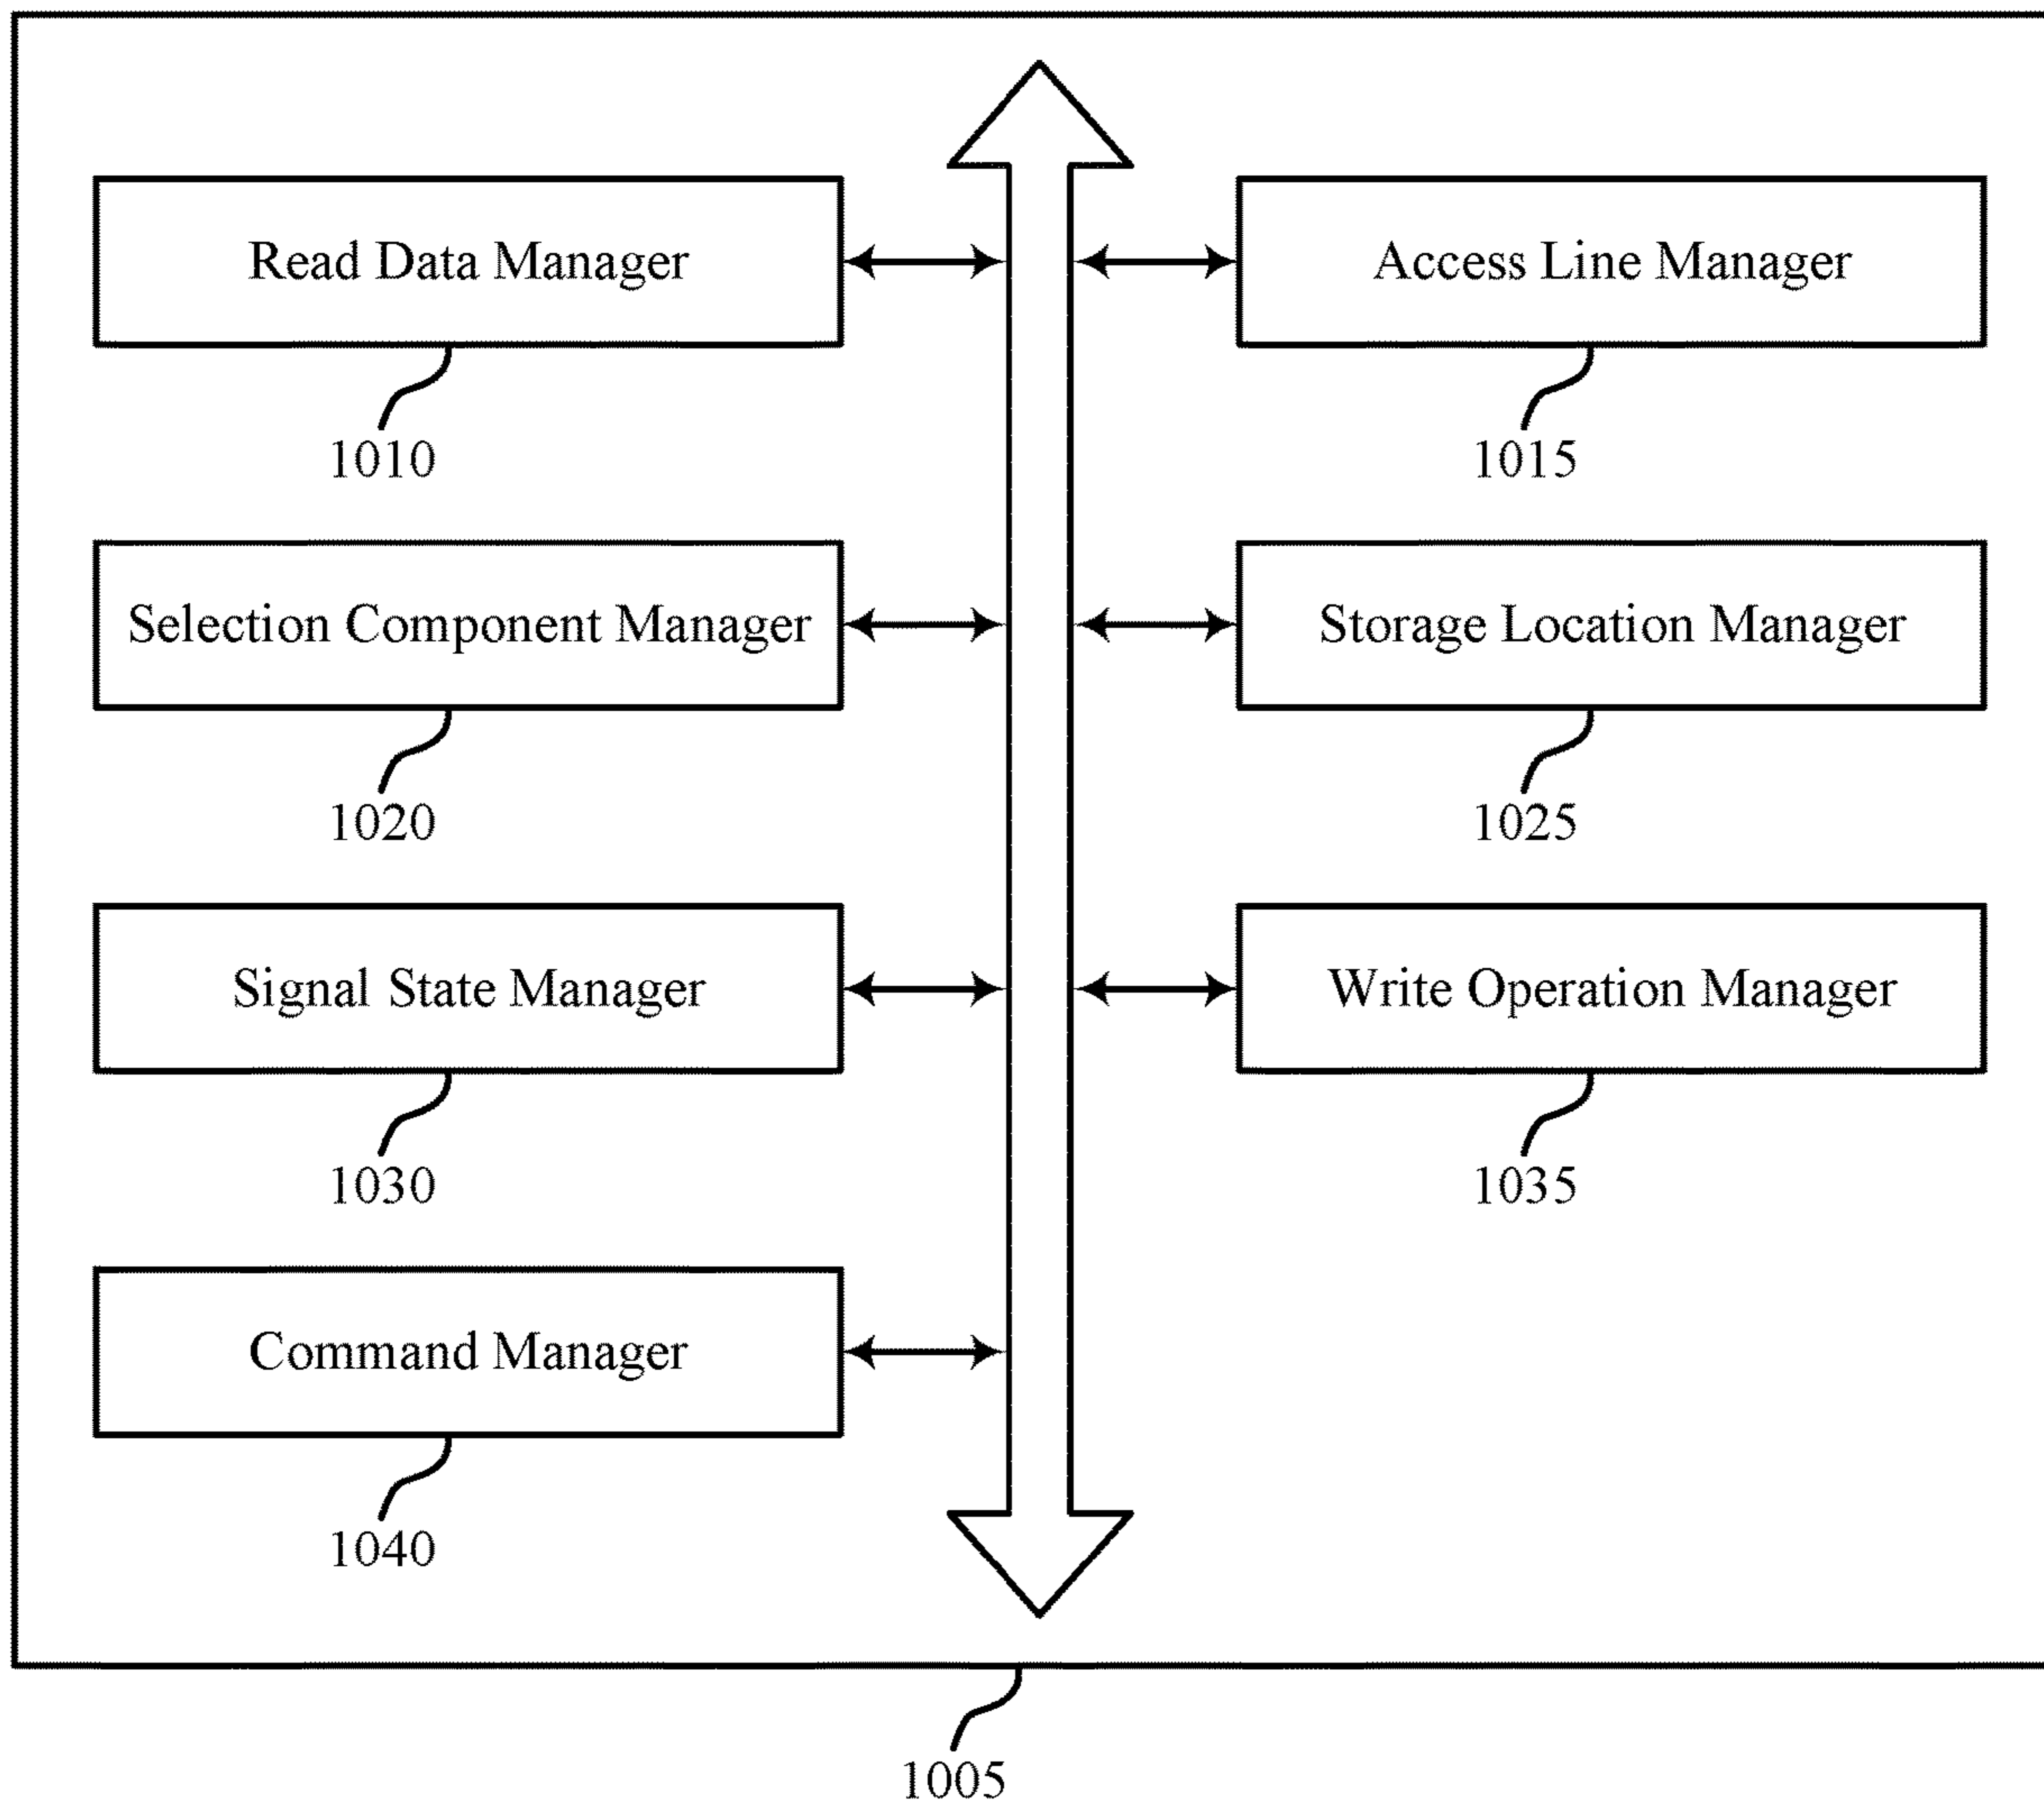 Read Data Manager
Access Line Manager
1010
1015
Selection Component Manager
Storage Location Manager
1020
1025
Signal State Manager
Write Operation Manager
1030
1035
Command Manager
1040
1005